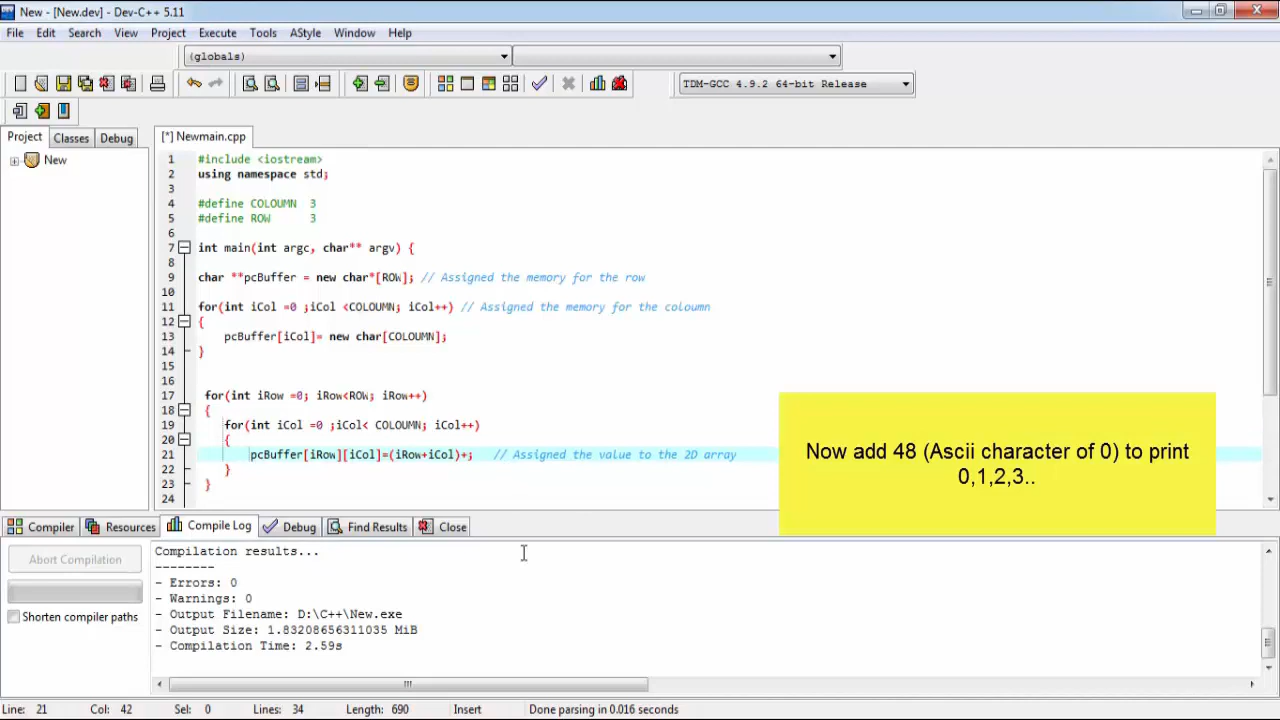 New - [New.dev] - Dev-C++ 5.11
File Edit Search View Project Execute Tools AStyle Window Help
(globals)
TDM-GCC 4.9.2 64-bit Release
Project Classes Debug
[*] Newmain.cpp
New
1 #include <iostream>
2 using namespace std;
3
4 #define COLOUMN 3
5 #define ROW 3
6
7 int main(int argc, char** argv) {
8
9 char **pcBuffer = new char*[ROW]; // Assigned the memory for the row
10
11 for(int iCol =0 ;iCol <COLOUMN; iCol++) // Assigned the memory for the coloumn
12 {
13 pcBuffer[iCol]= new char[COLOUMN];
14 }
15
16
17 for(int iRow =0; iRow<ROW; iRow++)
18 {
19 for(int iCol =0 ;iCol< COLOUMN; iCol++)
20 {
21 pcBuffer[iRow][iCol]=(iRow+iCol)+; // Assigned the value to the 2D array
22 }
23 }
24
Now add 48 (Ascii character of 0) to print
0,1,2,3..
Compiler Resources Compile Log Debug Find Results Close
Abort Compilation
Shorten compiler paths
Compilation results...
--------
- Errors: 0
- Warnings: 0
- Output Filename: D:\C++\New.exe
- Output Size: 1.83208656311035 MiB
- Compilation Time: 2.59s
Line: 21 Col: 42 Sel: 0 Lines: 34 Length: 690 Insert Done parsing in 0.016 seconds